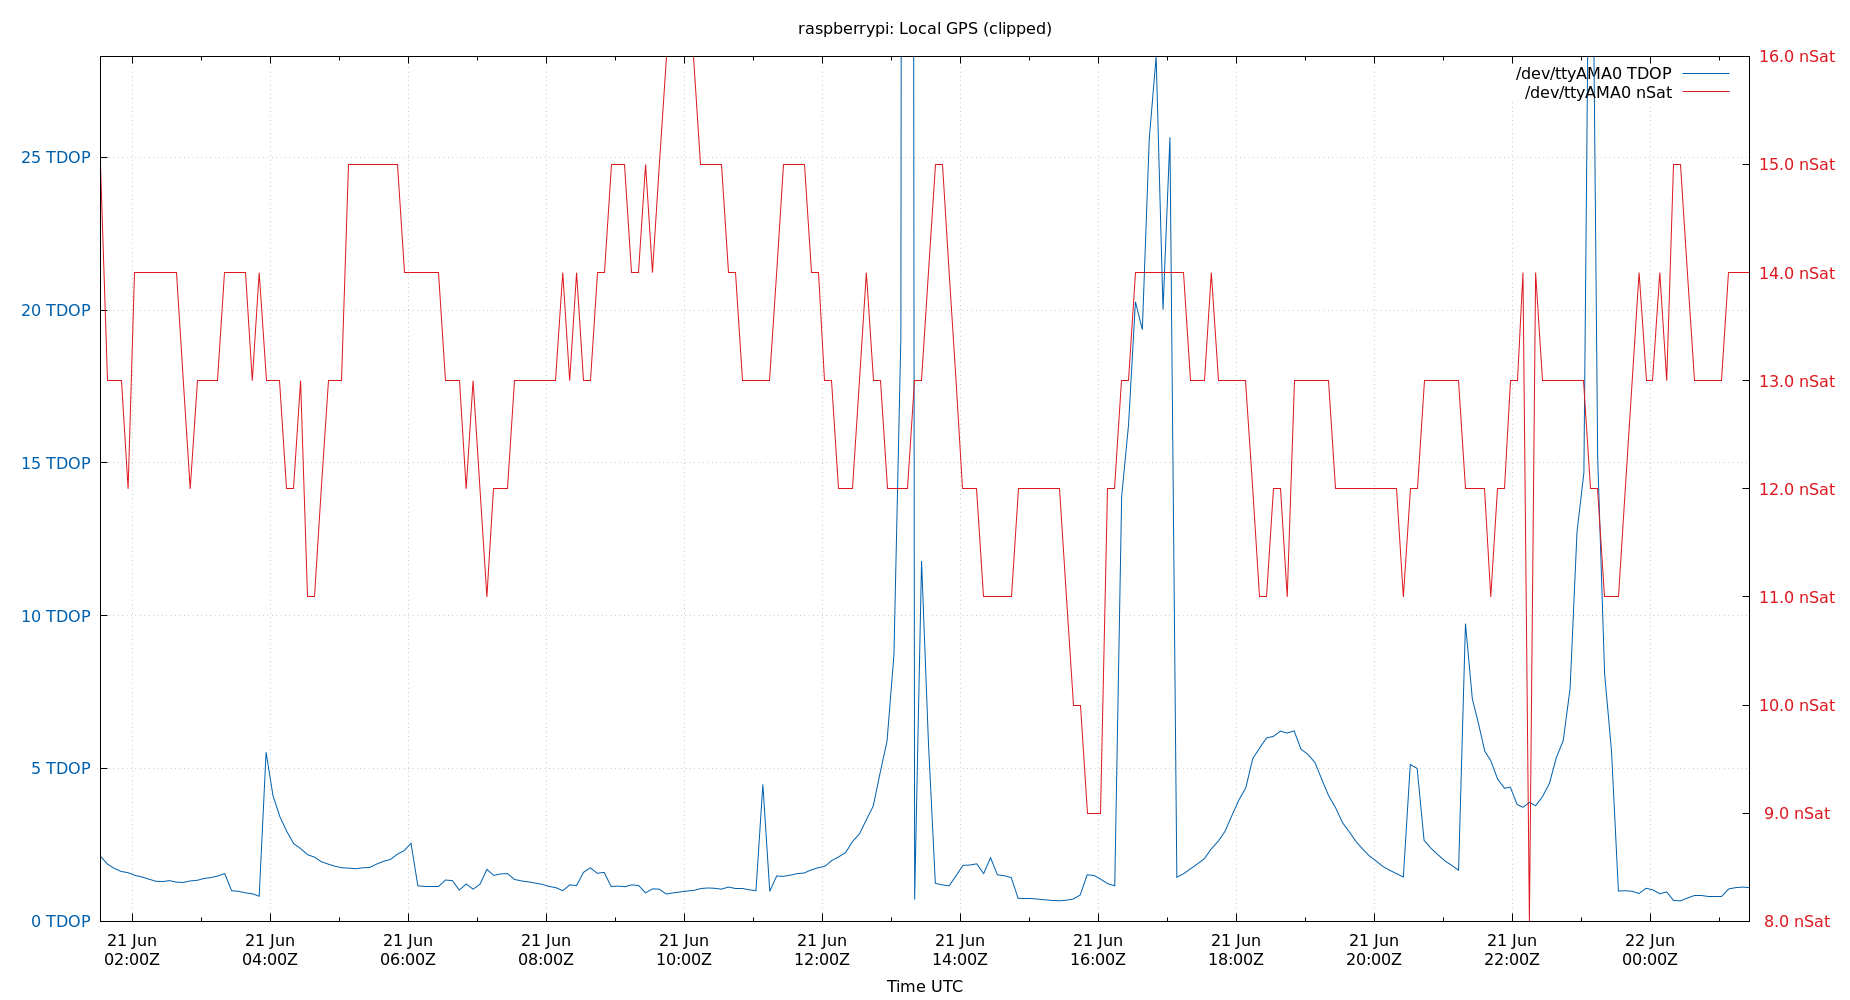 raspberrypi: Local GPS (clipped)
/dev/ttyAMA0 TDOP
/dev/ttyAMA0 nSat
25 TDOP
20 TDOP
15 TDOP
10 TDOP
5 TDOP
0 TDOP
16.0 nSat
15.0 nSat
14.0 nSat
13.0 nSat
12.0 nSat
11.0 nSat
10.0 nSat
9.0 nSat
8.0 nSat
21 Jun 21 Jun 21 Jun 21 Jun 21 Jun 21 Jun 21 Jun 21 Jun 21 Jun 21 Jun 21 Jun 22 Jun
02:00Z 04:00Z 06:00Z 08:00Z 10:00Z 12:00Z 14:00Z 16:00Z 18:00Z 20:00Z 22:00Z 00:00Z
Time UTC